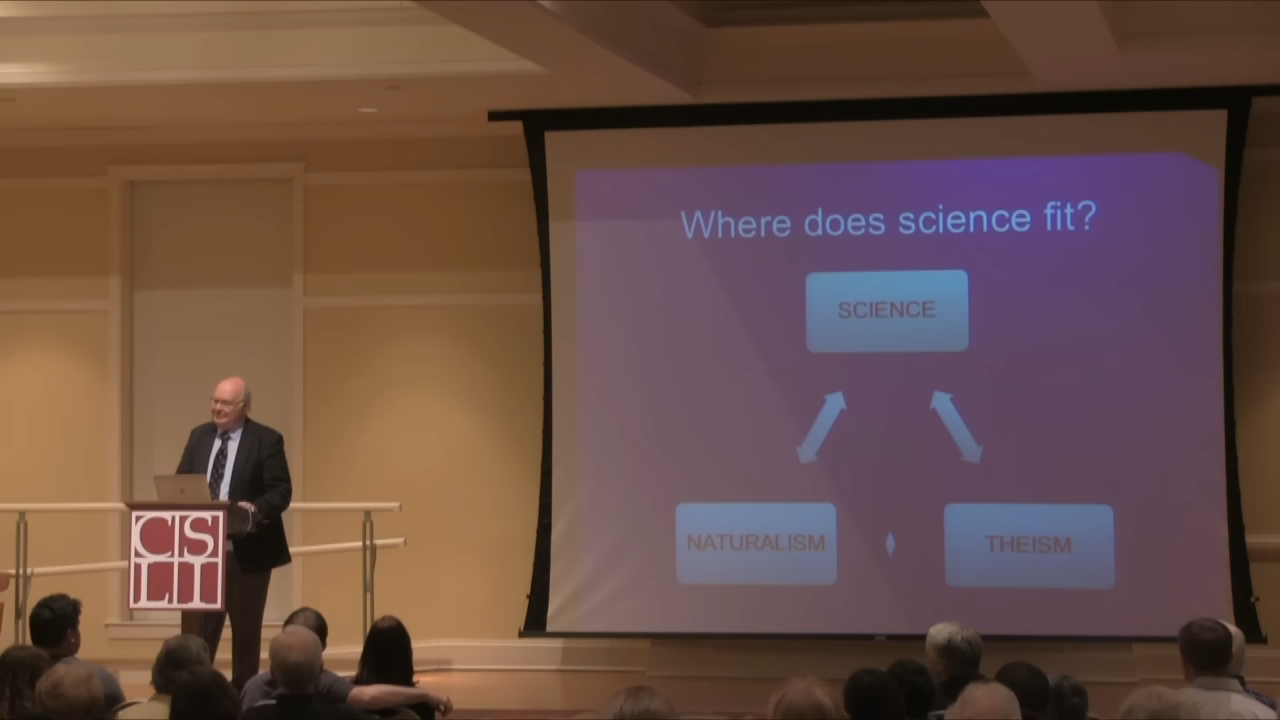 Where does science fit?
SCIENCE
NATURALISM
THEISM
CS
LI